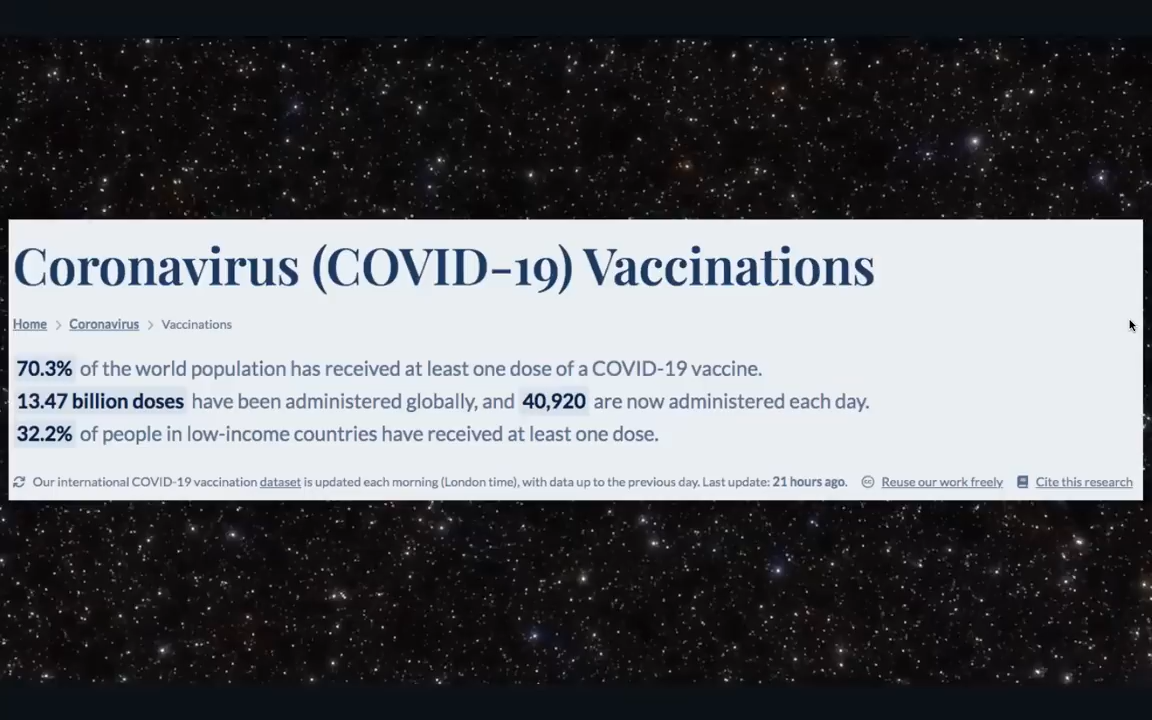 Coronavirus (COVID-19) Vaccinations
Home > Coronavirus > Vaccinations
70.3% of the world population has received at least one dose of a COVID-19 vaccine.
13.47 billion doses have been administered globally, and 40,920 are now administered each day.
32.2% of people in low-income countries have received at least one dose.
Our international COVID-19 vaccination dataset is updated each morning (London time), with data up to the previous day. Last update: 21 hours ago. Reuse our work freely Cite this research